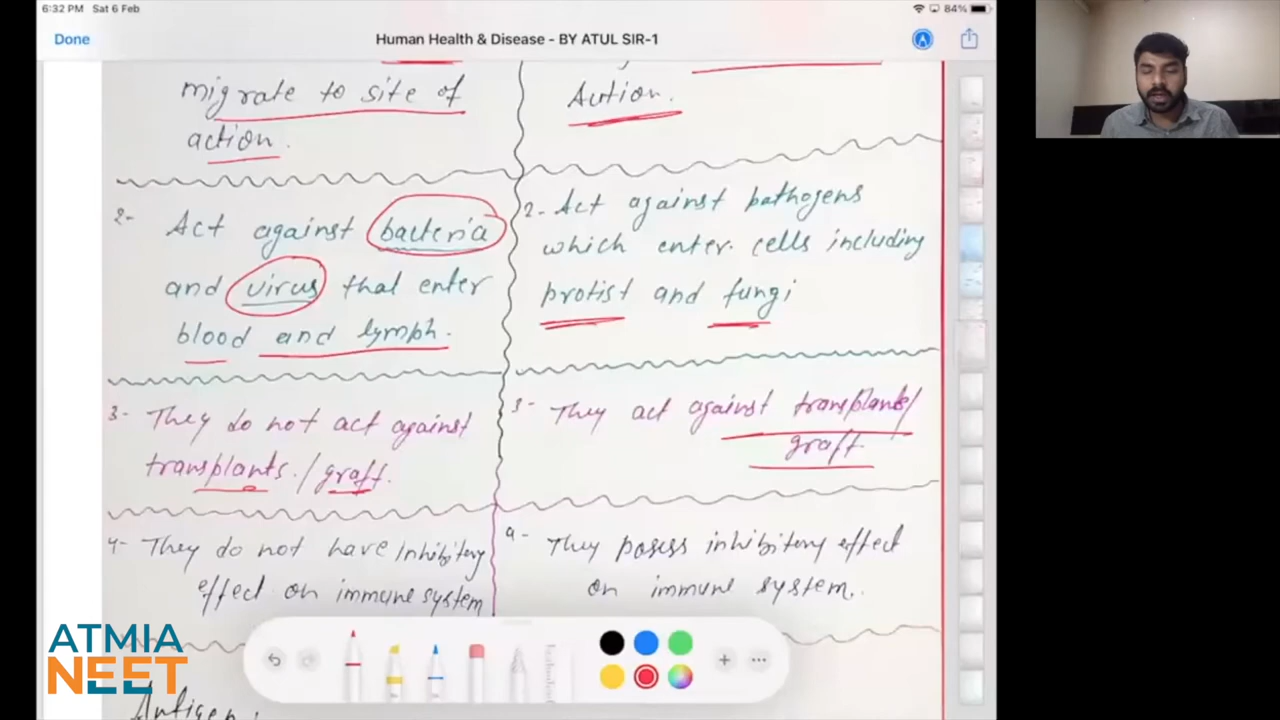 6:32 PM Sat 6 Feb
84%
Done
Human Health & Disease - BY ATUL SIR-1
migrate to site of
action.
Aution.
2- Act against bacteria
and virus that enter
blood and lymph.
2. Act against pathogens
which enter cells including
protist and fungi
3- They do not act against
transplants./graft.
3- They act against transplants/
graft.
4- They do not have inhibitory
effect on immune system
4- They posess inhibitory effect
on immune system.
Antigen:
ATMIA
NEET